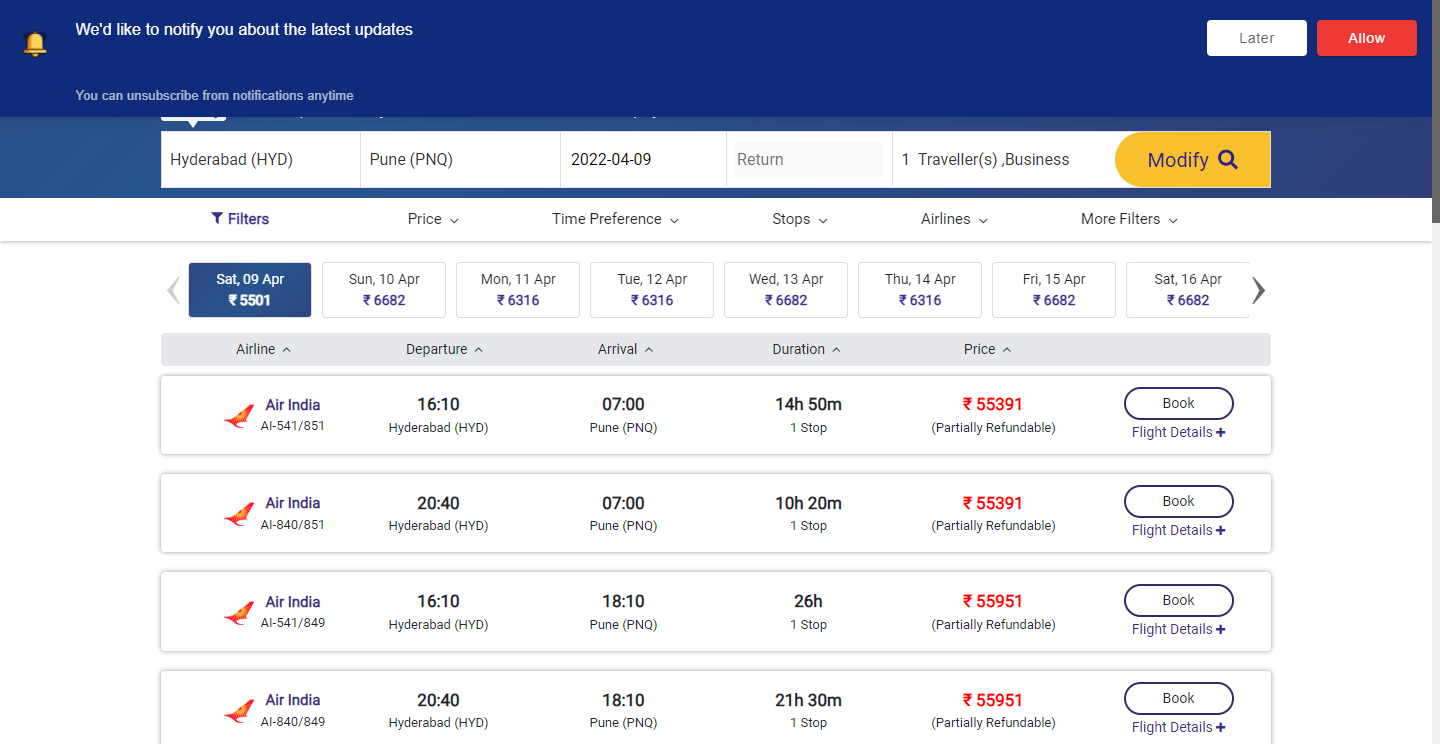 We'd like to notify you about the latest updates
Later
Allow
You can unsubscribe from notifications anytime
Hyderabad (HYD)
Pune (PNQ)
2022-04-09
Return
1 Traveller(s) ,Business
Modify
Filters
Price
Time Preference
Stops
Airlines
More Filters
Sat, 09 Apr
₹ 5501
Sun, 10 Apr
₹ 6682
Mon, 11 Apr
₹ 6316
Tue, 12 Apr
₹ 6316
Wed, 13 Apr
₹ 6682
Thu, 14 Apr
₹ 6316
Fri, 15 Apr
₹ 6682
Sat, 16 Apr
₹ 6682
Airline
Departure
Arrival
Duration
Price
Air India
AI-541/851
16:10
Hyderabad (HYD)
07:00
Pune (PNQ)
14h 50m
1 Stop
₹ 55391
(Partially Refundable)
Book
Flight Details +
Air India
AI-840/851
20:40
Hyderabad (HYD)
07:00
Pune (PNQ)
10h 20m
1 Stop
₹ 55391
(Partially Refundable)
Book
Flight Details +
Air India
AI-541/849
16:10
Hyderabad (HYD)
18:10
Pune (PNQ)
26h
1 Stop
₹ 55951
(Partially Refundable)
Book
Flight Details +
Air India
AI-840/849
20:40
Hyderabad (HYD)
18:10
Pune (PNQ)
21h 30m
1 Stop
₹ 55951
(Partially Refundable)
Book
Flight Details +